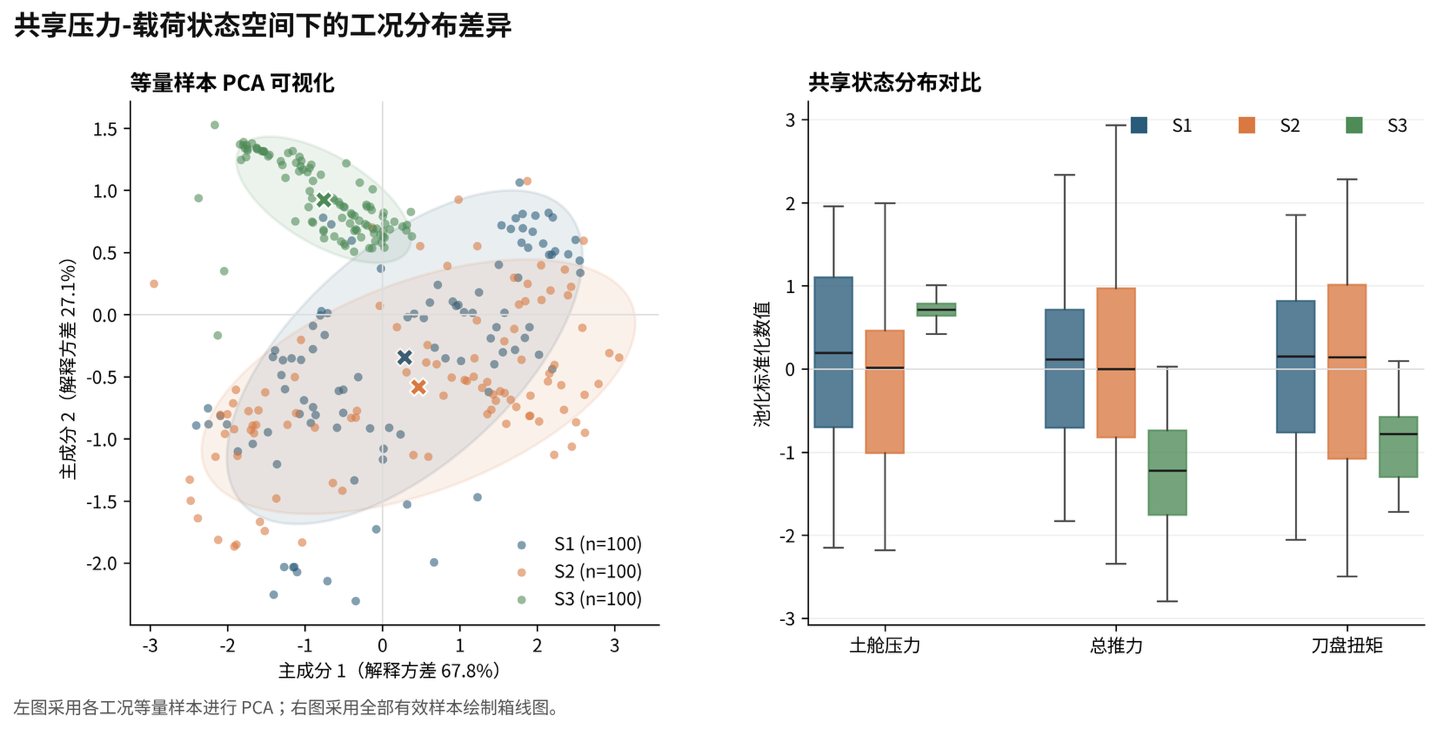 共享压力-载荷状态空间下的工况分布差异
等量样本 PCA 可视化
1.5
1.0
0.5
0.0
-0.5
-1.0
-1.5
-2.0
主成分 2（解释方差 27.1%）
S1 (n=100)
S2 (n=100)
S3 (n=100)
-3 -2 -1 0 1 2 3
主成分 1（解释方差 67.8%）
共享状态分布对比
S1 S2 S3
3
2
1
0
-1
-2
-3
池化标准化数值
土舱压力 总推力 刀盘扭矩
左图采用各工况等量样本进行 PCA；右图采用全部有效样本绘制箱线图。